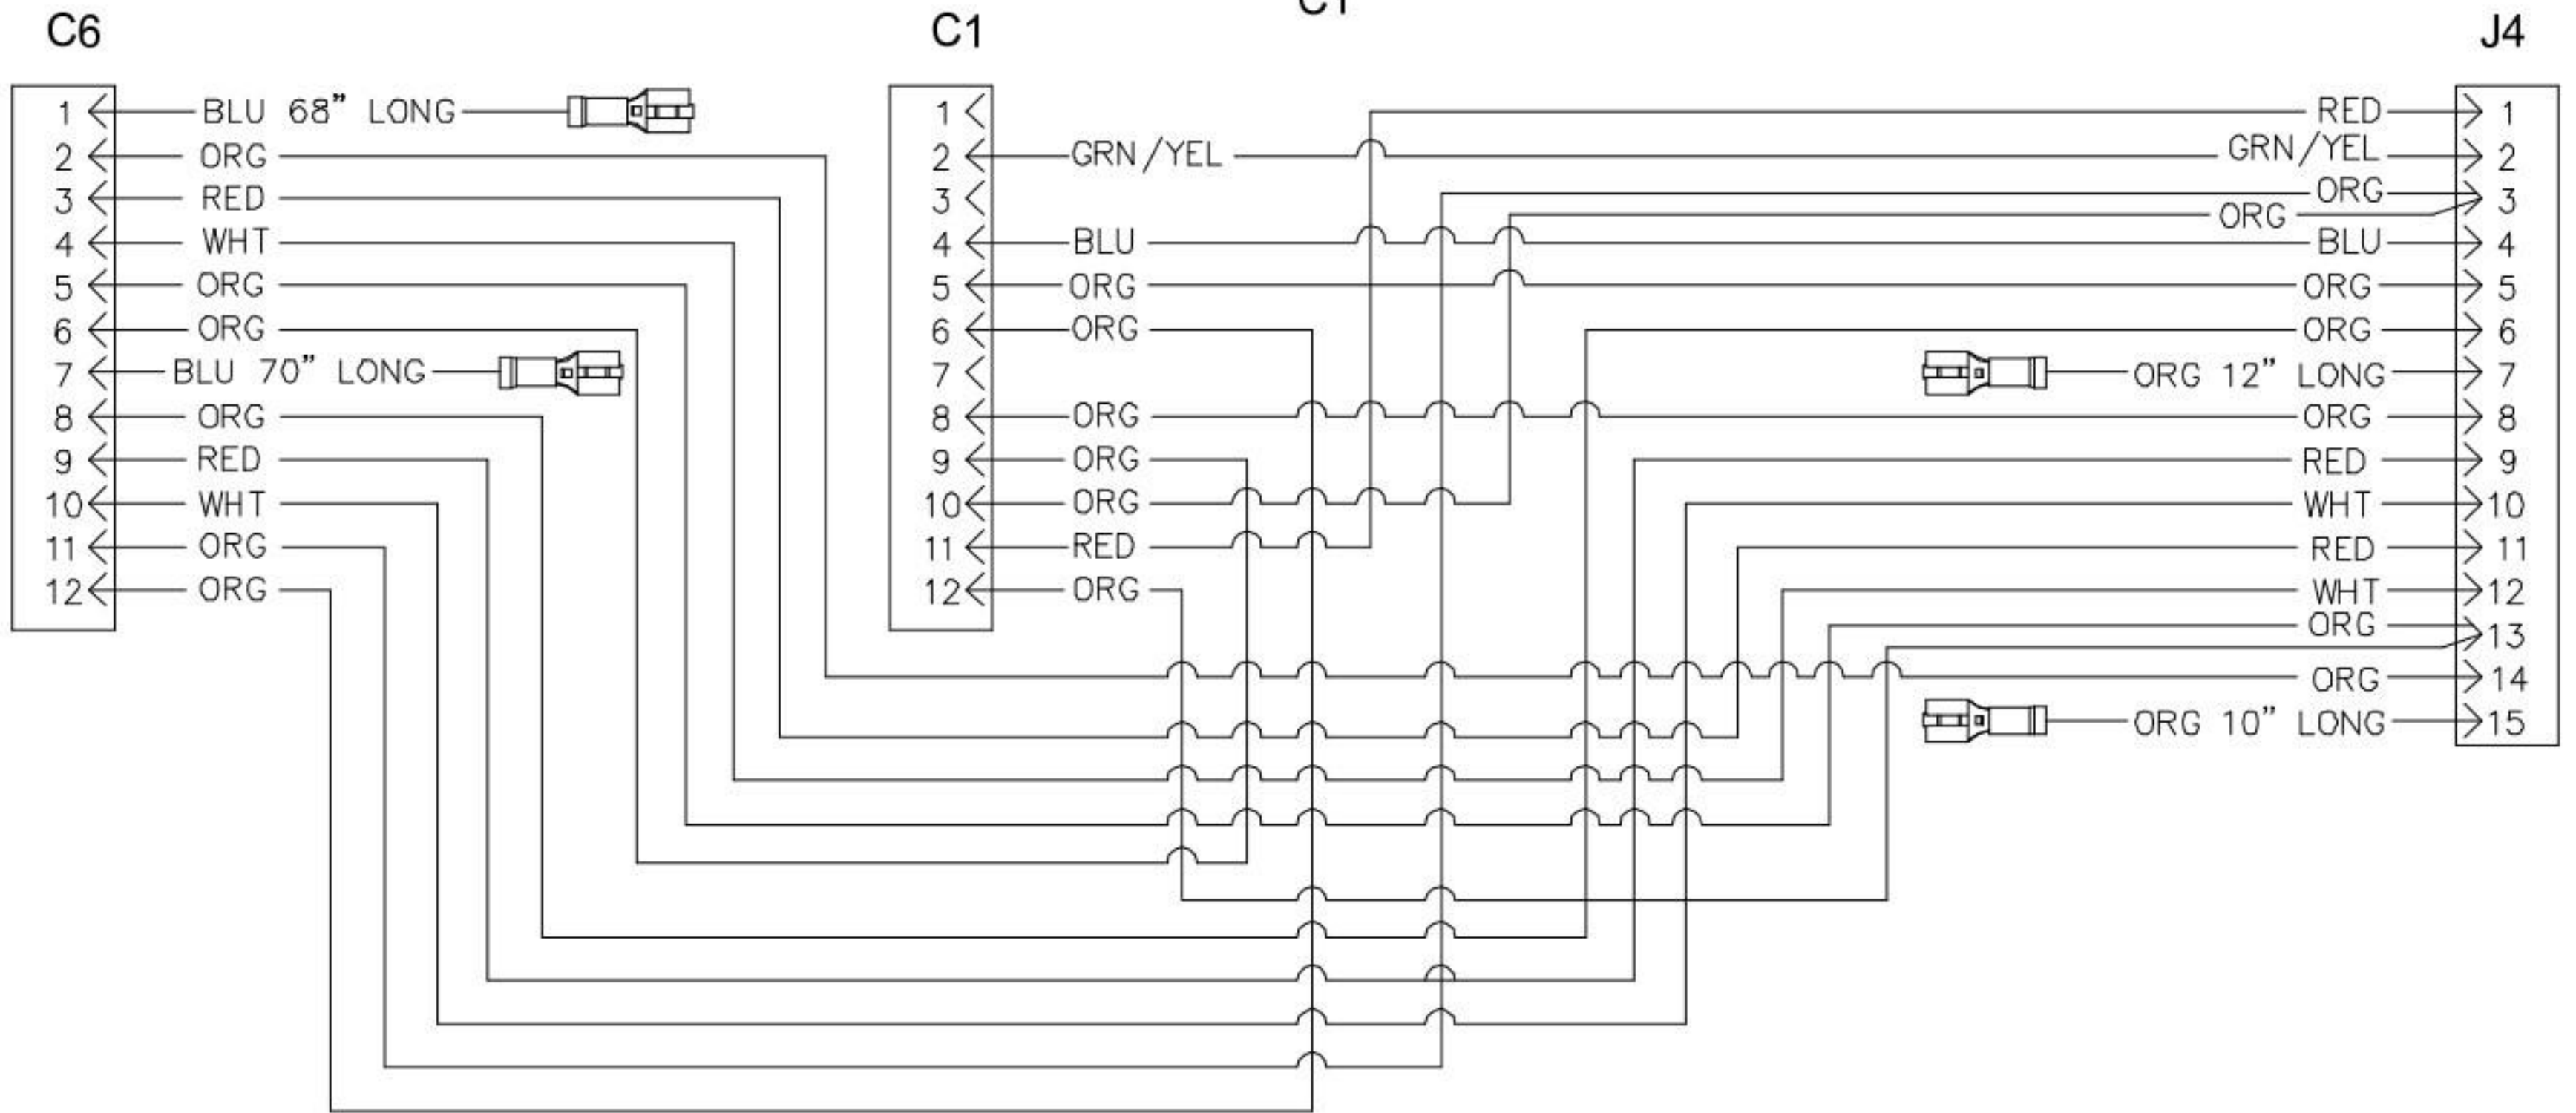 C1
C6 C1 J4
1 BLU 68” LONG
2 ORG
3 RED
4 WHT
5 ORG
6 ORG
7 BLU 70” LONG
8 ORG
9 RED
10 WHT
11 ORG
12 ORG
1
2 GRN/YEL
3
4 BLU
5 ORG
6 ORG
7
8 ORG
9 ORG
10 ORG
11 RED
12 ORG
RED 1
GRN/YEL 2
ORG 3
ORG
BLU 4
ORG 5
ORG 6
ORG 12” LONG 7
ORG 8
RED 9
WHT 10
RED 11
WHT 12
ORG 13
ORG 14
ORG 10” LONG 15